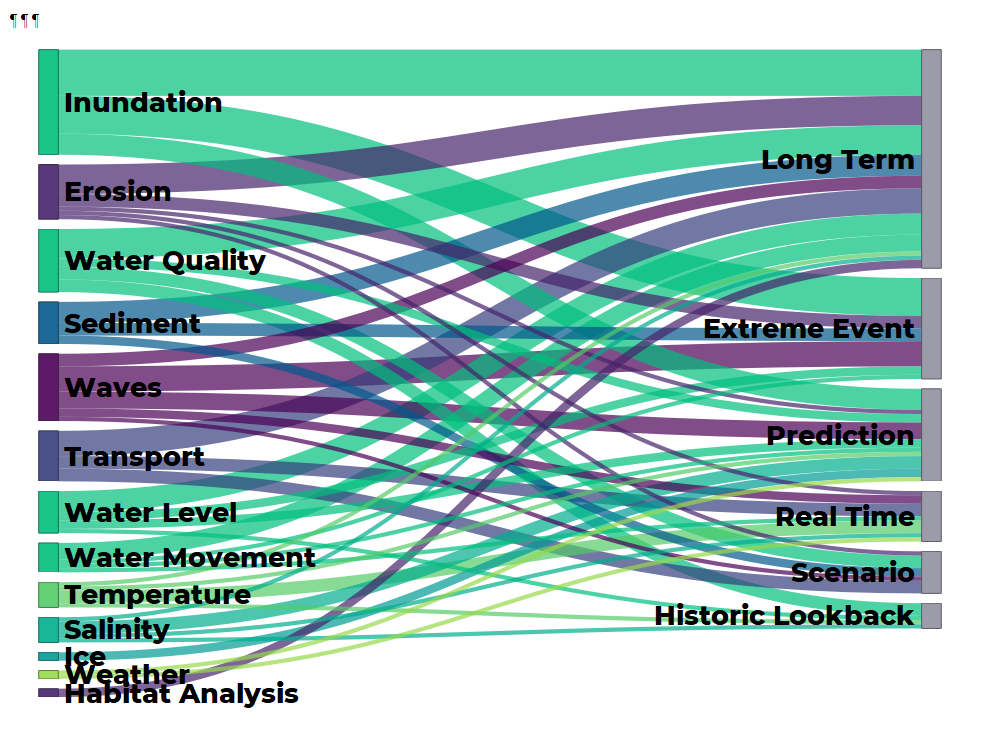 ¶¶¶
Inundation
Erosion
Water Quality
Sediment
Waves
Transport
Water Level
Water Movement
Temperature
Salinity
Ice
Weather
Habitat Analysis
Long Term
Extreme Event
Prediction
Real Time
Scenario
Historic Lookback